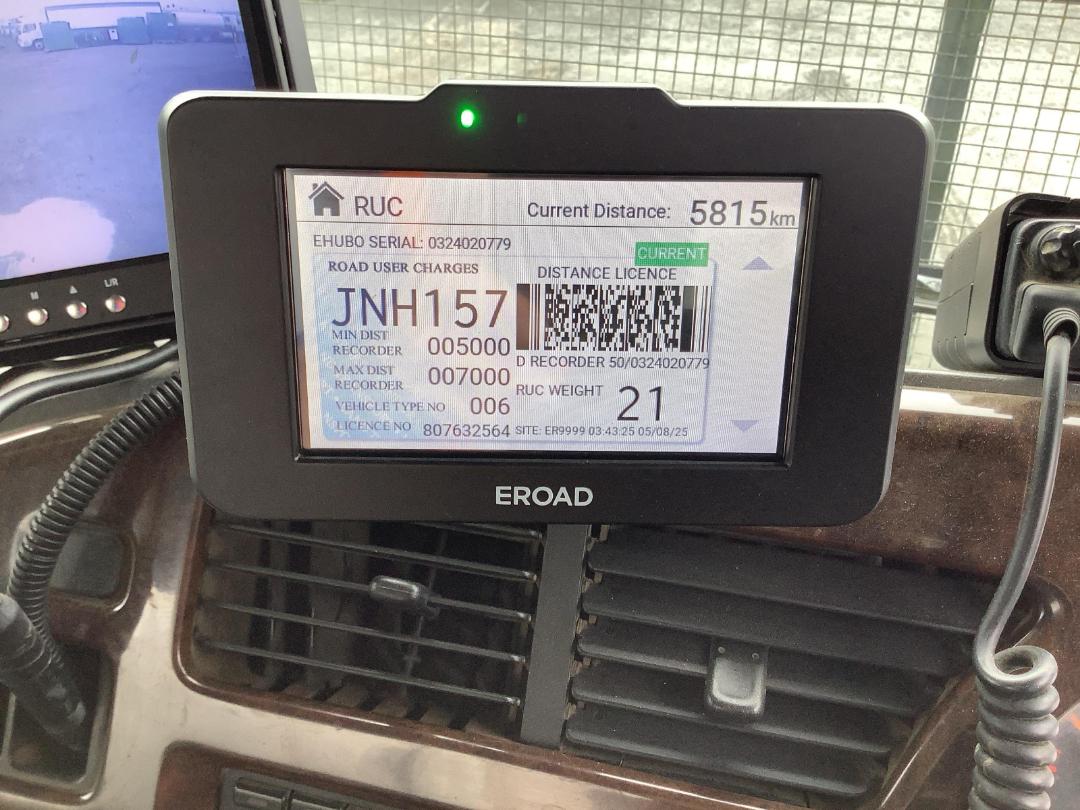 RUC Current Distance: 5815km
EHUBO SERIAL: 0324020779
CURRENT
ROAD USER CHARGES
JNH157
MIN DIST RECORDER 005000
MAX DIST RECORDER 007000
VEHICLE TYPE NO 006
LICENCE NO 807632564
DISTANCE LICENCE
D RECORDER 50/0324020779
RUC WEIGHT 21
SITE: ER9999 03:43:25 05/08/25
EROAD
M
L/R